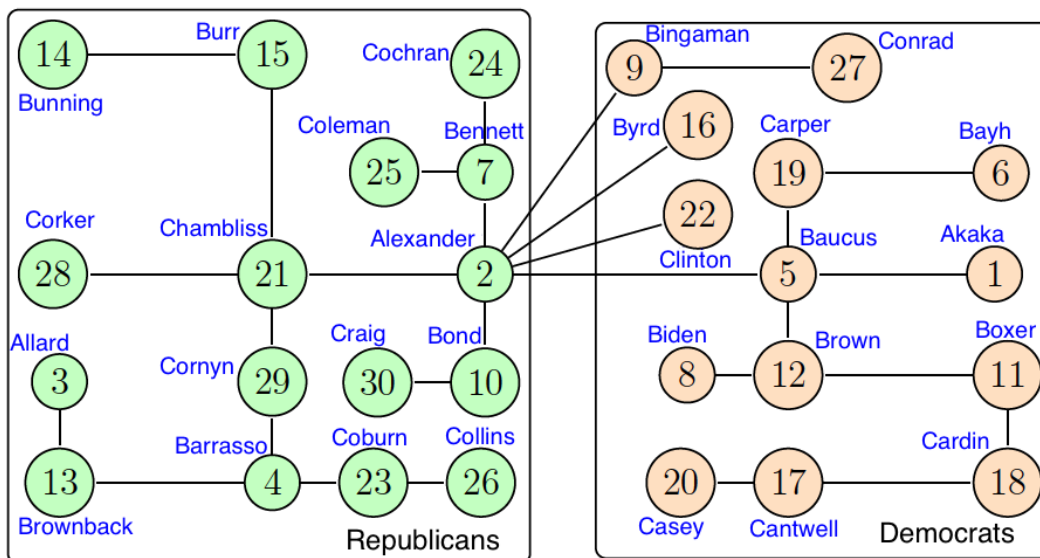 Burr
Bingaman
Conrad
14
15
Cochran
24
9
27
Bunning
Coleman
Bennett
Byrd
16
Carper
Bayh
25
7
19
6
Corker
Chambliss
Alexander
22
Baucus
Akaka
28
21
2
Clinton
5
1
Allard
Craig
Bond
Biden
Brown
Boxer
3
Cornyn
29
30
10
8
12
11
Barrasso
Coburn
Collins
Cardin
13
4
23
26
20
17
18
Brownback
Republicans
Casey
Cantwell
Democrats